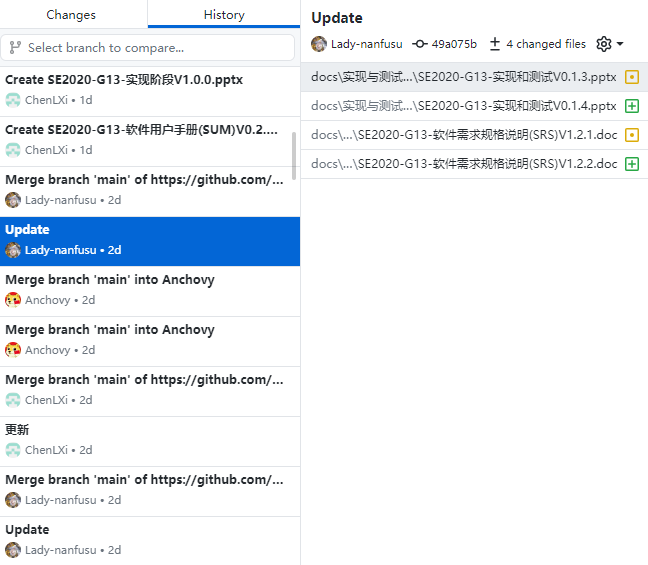 Changes
History
Select branch to compare...
Create SE2020-G13-实现阶段V1.0.0.pptx
ChenLXi • 1d
Create SE2020-G13-软件用户手册(SUM)V0.2....
ChenLXi • 1d
Merge branch 'main' of https://github.com/...
Lady-nanfusu • 2d
Update
Lady-nanfusu • 2d
Merge branch 'main' into Anchovy
Anchovy • 2d
Merge branch 'main' into Anchovy
Anchovy • 2d
Merge branch 'main' of https://github.com/...
ChenLXi • 2d
更新
ChenLXi • 2d
Merge branch 'main' of https://github.com/...
Lady-nanfusu • 2d
Update
Lady-nanfusu • 2d
Update
Lady-nanfusu 49a075b 4 changed files
docs\实现与测试...\SE2020-G13-实现和测试V0.1.3.pptx
docs\实现与测试...\SE2020-G13-实现和测试V0.1.4.pptx
docs\...\SE2020-G13-软件需求规格说明(SRS)V1.2.1.doc
docs\...\SE2020-G13-软件需求规格说明(SRS)V1.2.2.doc